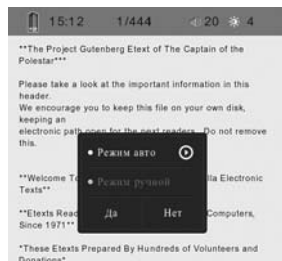 15:12 1/444 20 4
**The Project Gutenberg Etext of The Captain of the
Polestar***
Please take a look at the important information in this
header.
We encourage you to keep this file on your own disk,
keeping an
electronic path open for the next readers. Do not remove
this.
• Режим авто
• Режим ручной
Да Нет
**Welcome To lla Electronic
Texts**
**Etexts Read Computers,
Since 1971**
*These Etexts Prepared By Hundreds of Volunteers and
Donations*